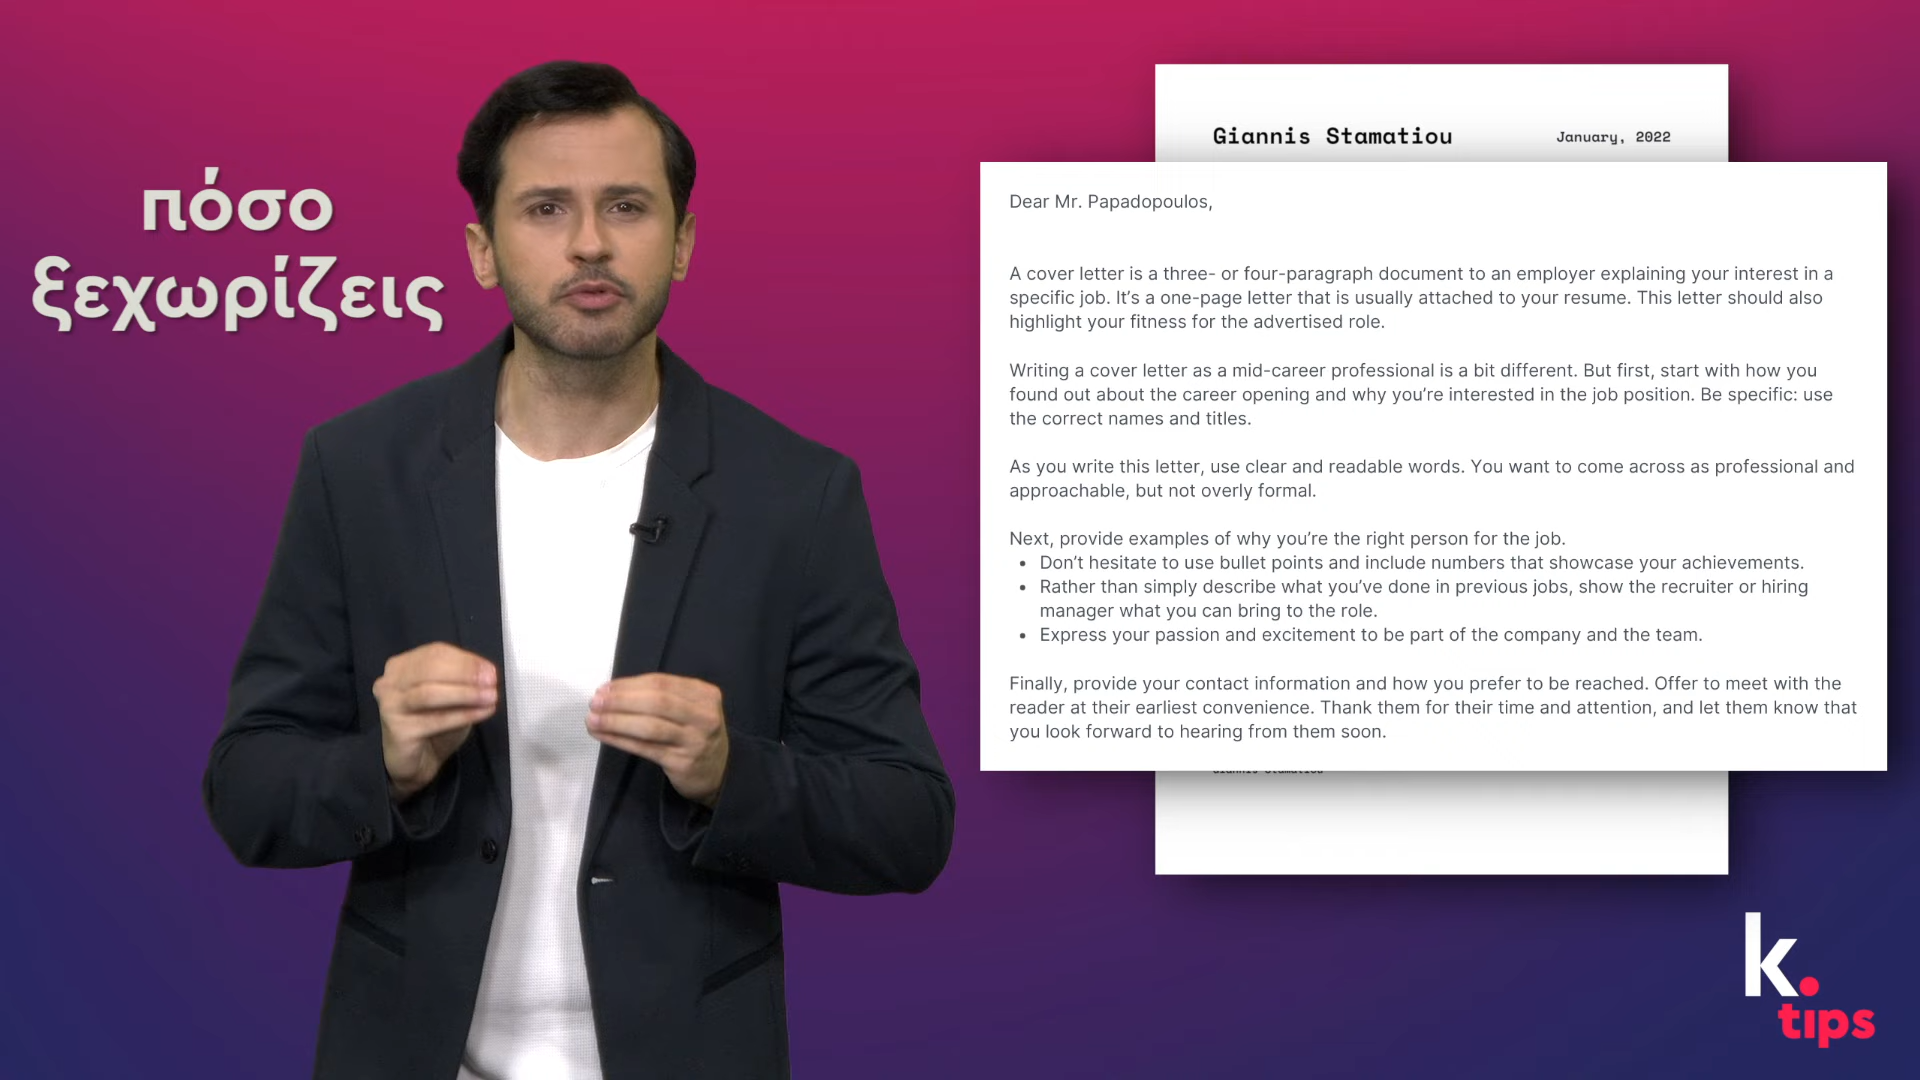 πόσο
ξεχωρίζεις
Giannis Stamatiou
January, 2022
Dear Mr. Papadopoulos,
A cover letter is a three- or four-paragraph document to an employer explaining your interest in a
specific job. It’s a one-page letter that is usually attached to your resume. This letter should also
highlight your fitness for the advertised role.
Writing a cover letter as a mid-career professional is a bit different. But first, start with how you
found out about the career opening and why you’re interested in the job position. Be specific: use
the correct names and titles.
As you write this letter, use clear and readable words. You want to come across as professional and
approachable, but not overly formal.
Next, provide examples of why you’re the right person for the job.
• Don’t hesitate to use bullet points and include numbers that showcase your achievements.
• Rather than simply describe what you’ve done in previous jobs, show the recruiter or hiring
manager what you can bring to the role.
• Express your passion and excitement to be part of the company and the team.
Finally, provide your contact information and how you prefer to be reached. Offer to meet with the
reader at their earliest convenience. Thank them for their time and attention, and let them know that
you look forward to hearing from them soon.
Giannis Stamatiou
k.
tips